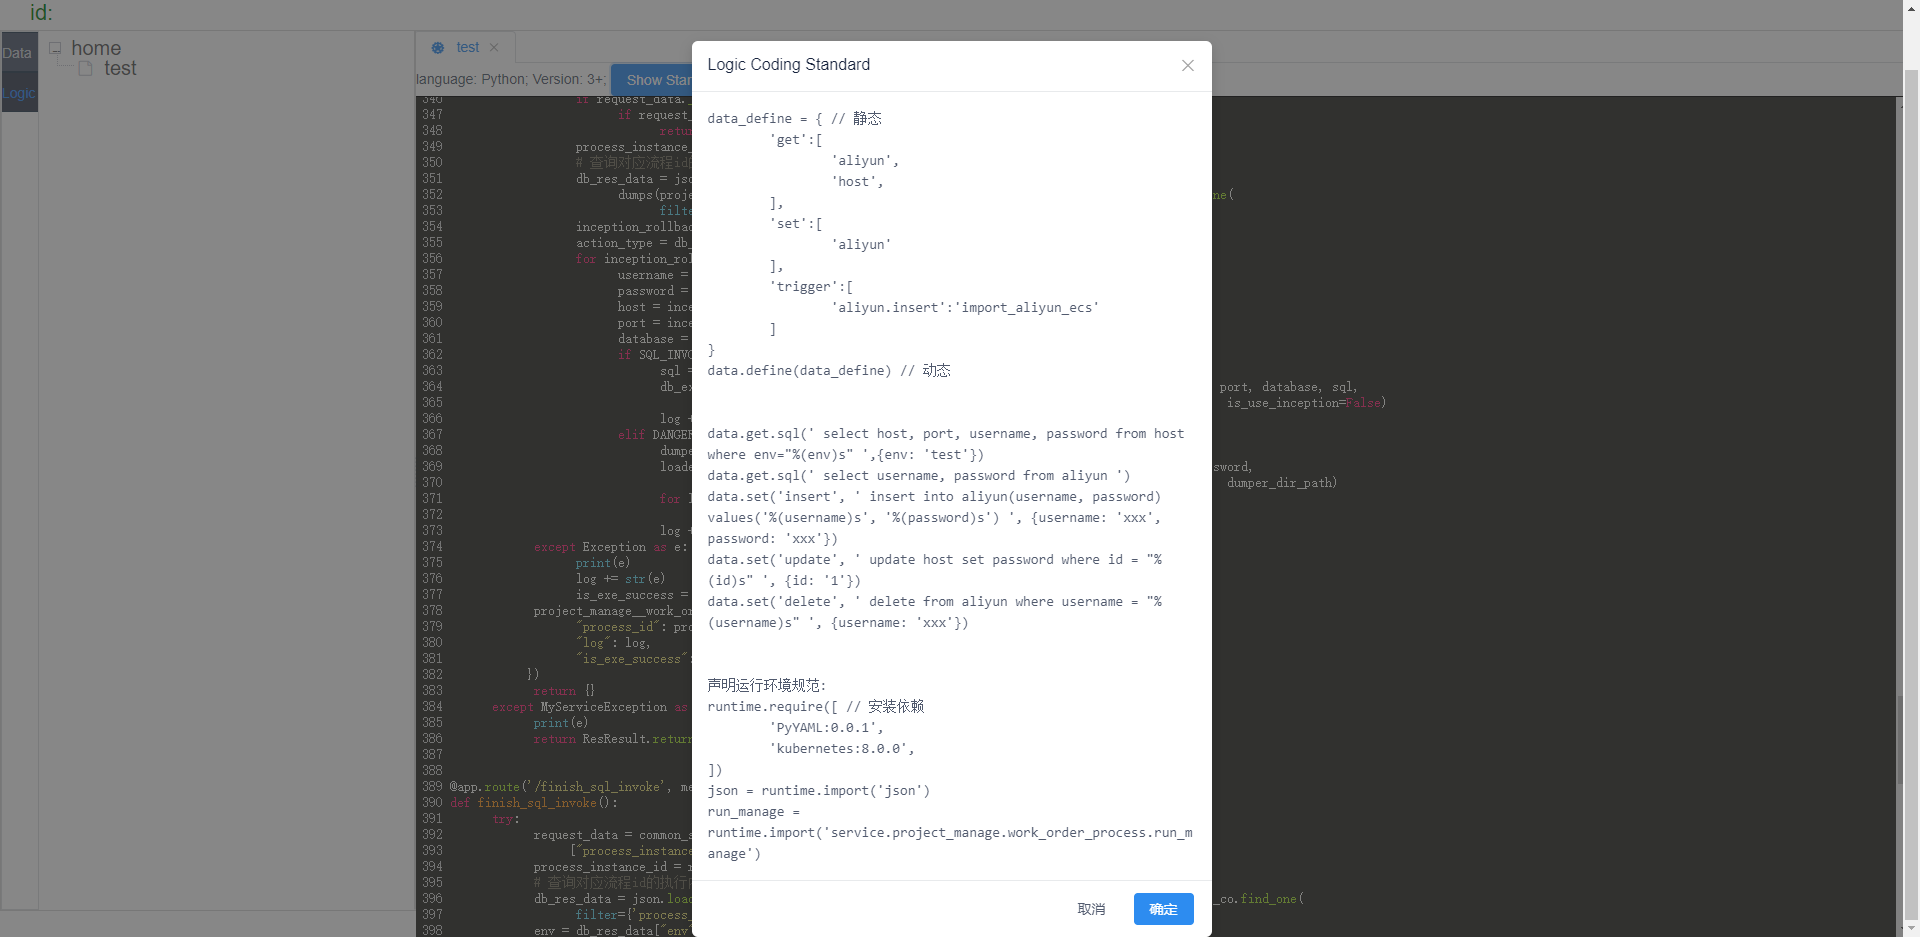 id:
Data
Logic
home
test
test
language: Python; Version: 3+;
Show Stan
346 if request_data.
347 if request_
348 retur
349 process_instance_
350 # 查询对应流程id的
351 db_res_data = jso
352 dumps(proje ne(
353 filte
354 inception_rollbac
355 action_type = db_
356 for inception_rol
357 username =
358 password =
359 host = ince
360 port = ince
361 database =
362 if SQL_INVO
363 sql =
364 db_ex port, database, sql,
365 is_use_inception=False)
366 log +
367 elif DANGER
368 dumper
369 loade sword,
370 dumper_dir_path)
371 for l
372
373 log +
374 except Exception as e:
375 print(e)
376 log += str(e)
377 is_exe_success =
378 project_manage__work_or
379 "process_id": pro
380 "log": log,
381 "is_exe_success":
382 })
383 return {}
384 except MyServiceException as
385 print(e)
386 return ResResult.return
387
388
389 @app.route('/finish_sql_invoke', me
390 def finish_sql_invoke():
391 try:
392 request_data = common_s
393 ["process_instance
394 process_instance_id = r
395 # 查询对应流程id的执行
396 db_res_data = json.load _co.find_one(
397 filter={'process_
398 env = db_res_data["env"
Logic Coding Standard
data_define = { // 静态
'get':[
'aliyun',
'host',
],
'set':[
'aliyun'
],
'trigger':[
'aliyun.insert':'import_aliyun_ecs'
]
}
data.define(data_define) // 动态
data.get.sql(' select host, port, username, password from host
where env="%(env)s" ',{env: 'test'})
data.get.sql(' select username, password from aliyun ')
data.set('insert', ' insert into aliyun(username, password)
values('%(username)s', '%(password)s') ', {username: 'xxx',
password: 'xxx'})
data.set('update', ' update host set password where id = "%
(id)s" ', {id: '1'})
data.set('delete', ' delete from aliyun where username = "%
(username)s" ', {username: 'xxx'})
声明运行环境规范:
runtime.require([ // 安装依赖
'PyYAML:0.0.1',
'kubernetes:8.0.0',
])
json = runtime.import('json')
run_manage =
runtime.import('service.project_manage.work_order_process.run_m
anage')
取消
确定